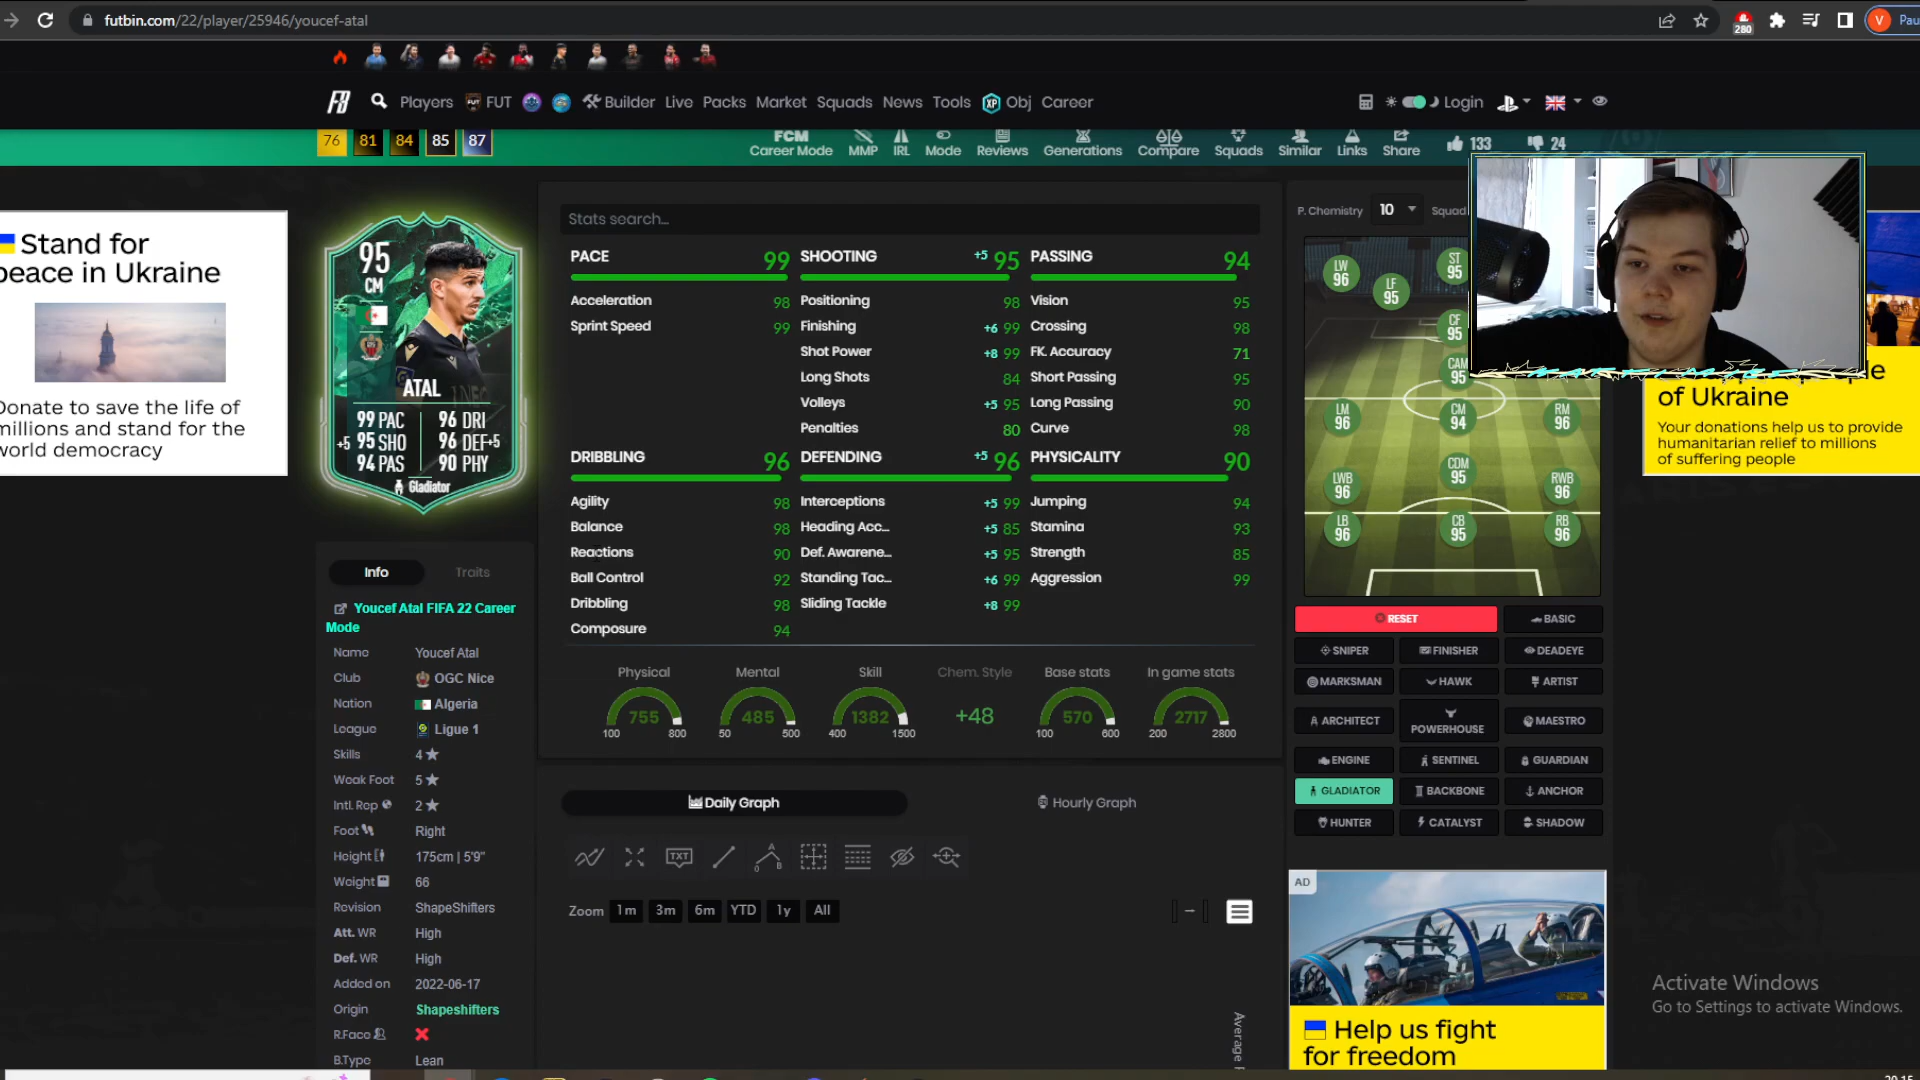 futbin.com/22/player/25946/youcef-atal
280
V
Pau
FB Players FUT Builder Live Packs Market Squads News Tools XP Obj Career Login
76 81 84 85 87
FCM
Career Mode MMP IRL Mode Reviews Generations Compare Squads Similar Links Share 133 24
Stand for
peace in Ukraine
Donate to save the life of
millions and stand for the
world democracy
95
CM
ATAL
99 PAC 96 DRI
+5 95 SHO 96 DEF+5
94 PAS 90 PHY
Gladiator
Stats search...
PACE 99
Acceleration 98
Sprint Speed 99
SHOOTING +5 95
Positioning 98
Finishing +6 99
Shot Power +8 99
Long Shots 84
Volleys +5 95
Penalties 80
PASSING 94
Vision 95
Crossing 98
FK. Accuracy 71
Short Passing 95
Long Passing 90
Curve 98
DRIBBLING 96
Agility 98
Balance 98
Reactions 90
Ball Control 92
Dribbling 98
Composure 94
DEFENDING +5 96
Interceptions +5 99
Heading Acc... +5 85
Def. Awarene... +5 95
Standing Tac... +6 99
Sliding Tackle +8 99
PHYSICALITY 90
Jumping 94
Stamina 93
Strength 85
Aggression 99
Physical Mental Skill Chem. Style Base stats In game stats
755 485 1382 +48 570 2717
100 800 50 500 400 1500 100 600 200 2800
Info Traits
Youcef Atal FIFA 22 Career
Mode
Name Youcef Atal
Club OGC Nice
Nation Algeria
League Ligue 1
Skills 4
Weak Foot 5
Intl. Rep 2
Foot Right
Height 175cm | 5'9"
Weight 66
Revision ShapeShifters
Att. WR High
Def. WR High
Added on 2022-06-17
Origin Shapeshifters
R.Face
B.Type Lean
Daily Graph Hourly Graph
TXT
Zoom 1m 3m 6m YTD 1y All
P. Chemistry 10 Squad
LW
96
LF
95
ST
95
CF
95
CAM
95
LM
96
CM
94
RM
96
LWB
96
CDM
95
RWB
96
LB
96
CB
95
RB
96
RESET BASIC
SNIPER FINISHER DEADEYE
MARKSMAN HAWK ARTIST
ARCHITECT POWERHOUSE MAESTRO
ENGINE SENTINEL GUARDIAN
GLADIATOR BACKBONE ANCHOR
HUNTER CATALYST SHADOW
of Ukraine
Your donations help us to provide
humanitarian relief to millions
of suffering people
AD
Help us fight
for freedom
Activate Windows
Go to Settings to activate Windows.
20.15